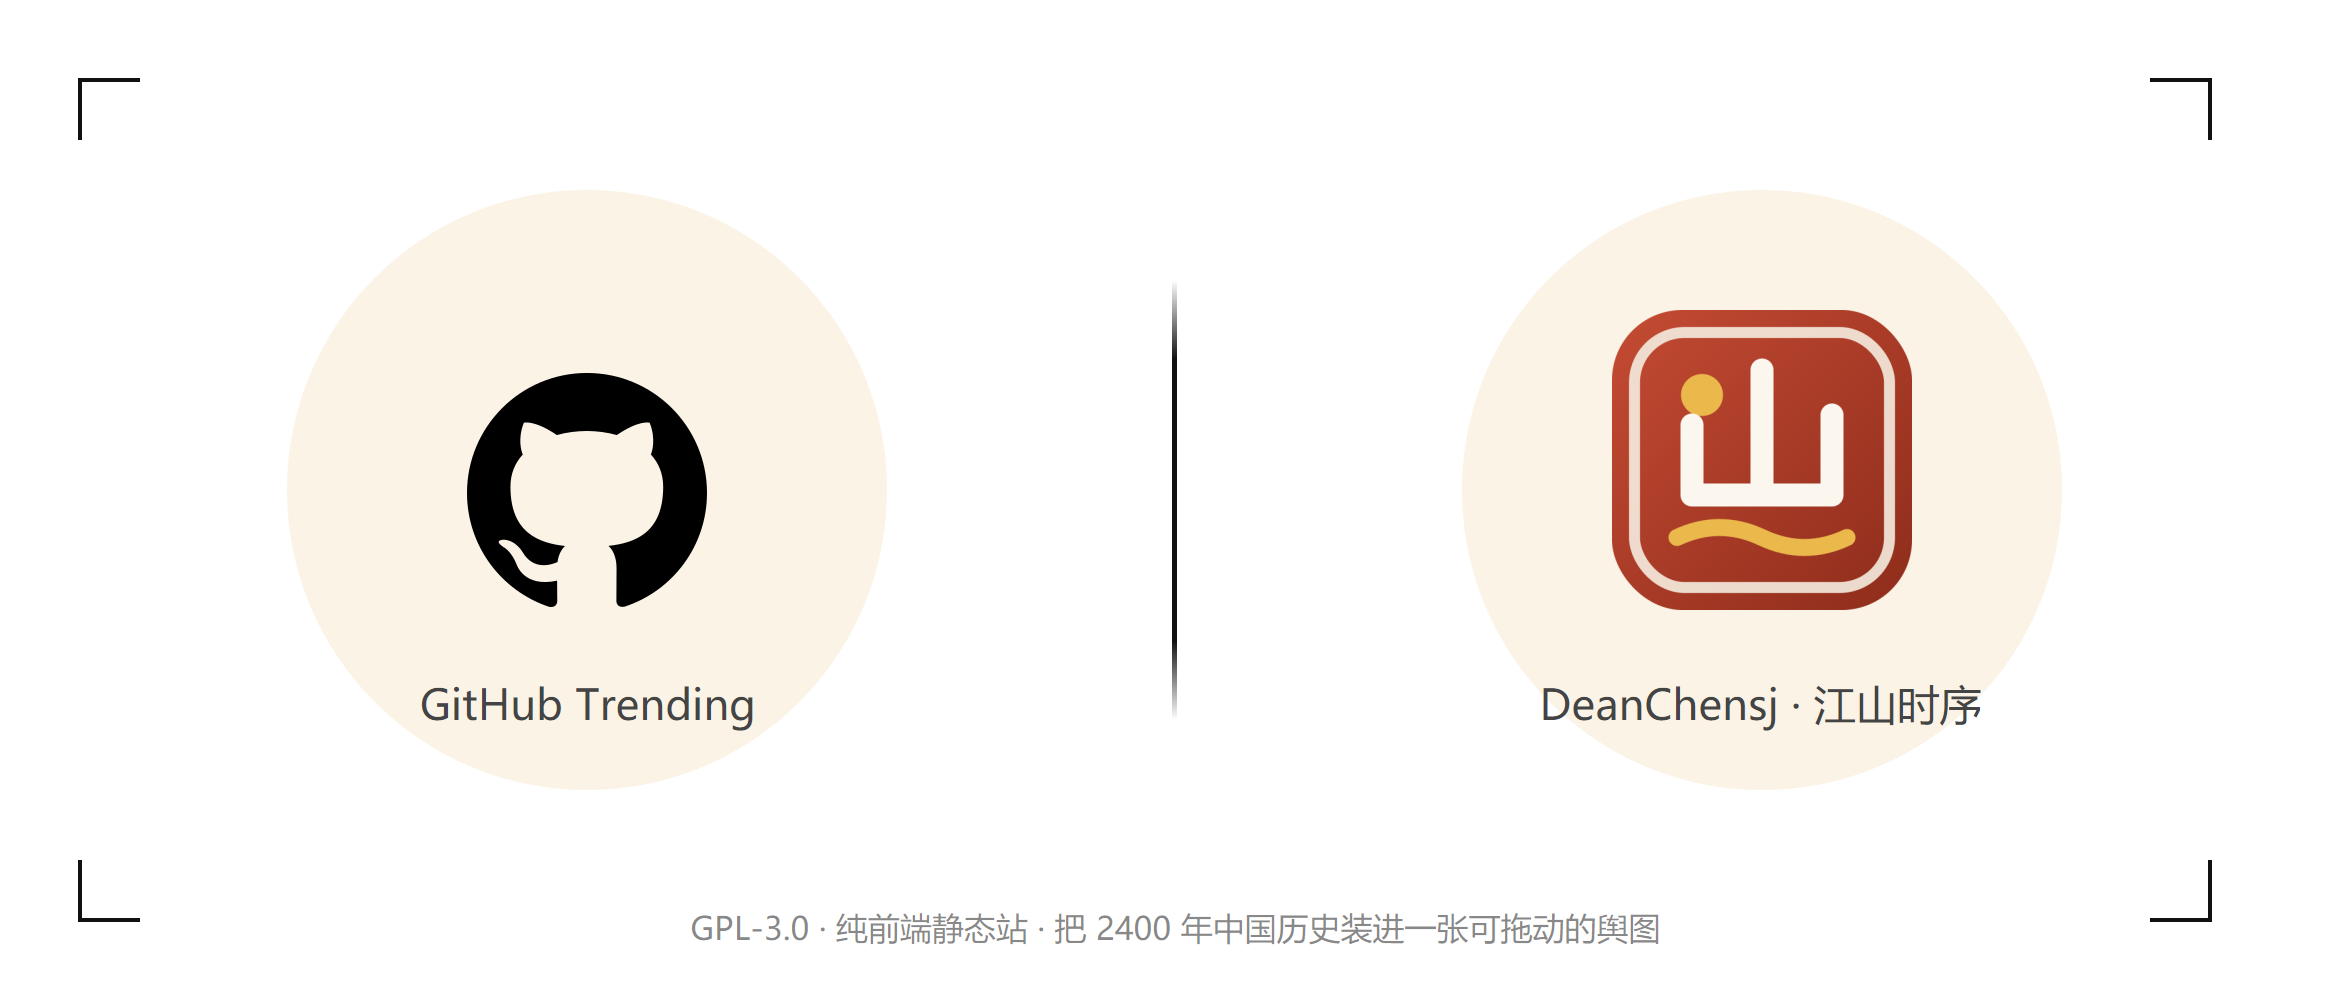 山
GitHub Trending
DeanChensj · 江山时序
GPL-3.0 · 纯前端静态站 · 把 2400 年中国历史装进一张可拖动的舆图